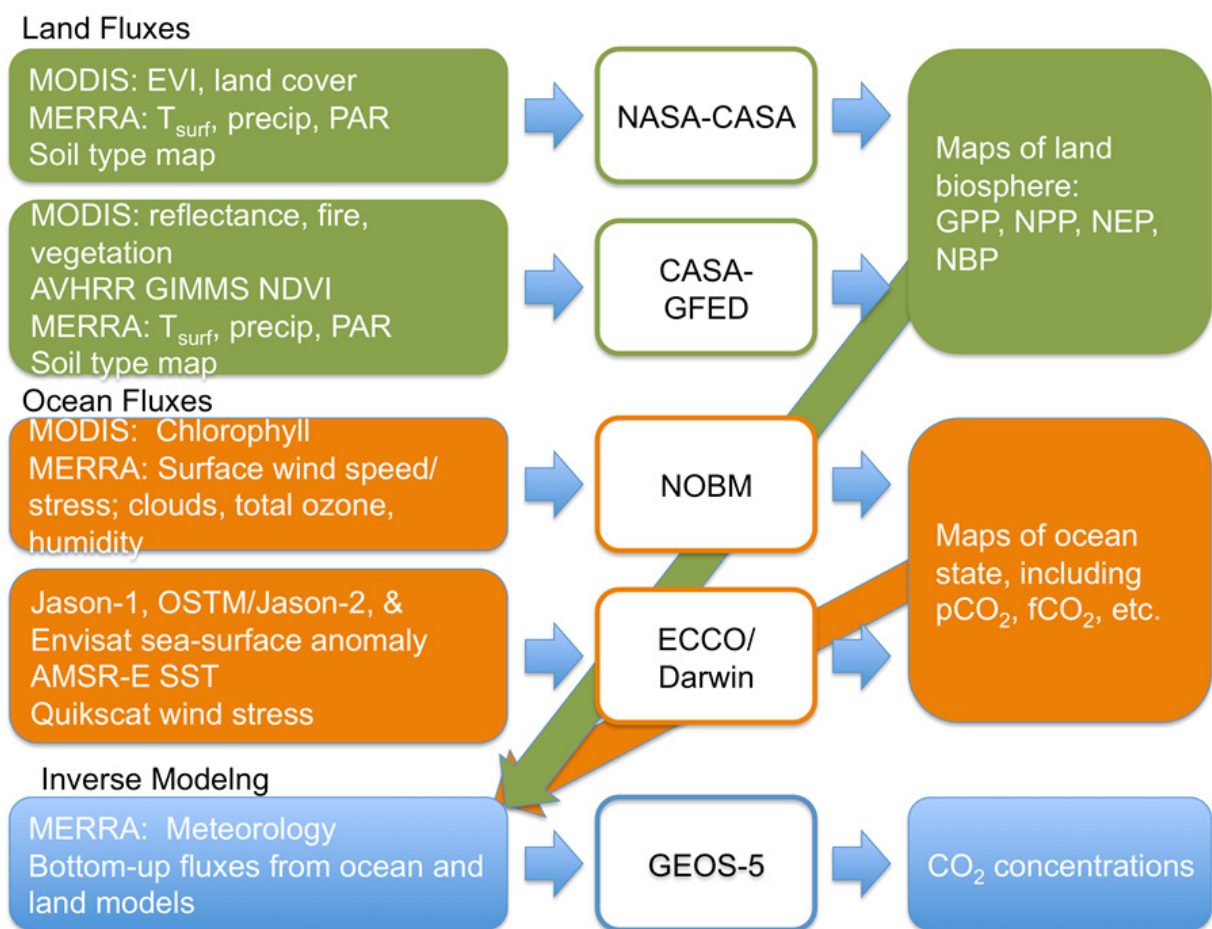 Land Fluxes
MODIS: EVI, land cover
MERRA: Tsurf, precip, PAR
Soil type map
NASA-CASA
Maps of land
biosphere:
GPP, NPP, NEP,
NBP
MODIS: reflectance, fire,
vegetation
AVHRR GIMMS NDVI
MERRA: Tsurf, precip, PAR
Soil type map
CASA-
GFED
Ocean Fluxes
MODIS:  Chlorophyll
MERRA: Surface wind speed/
stress; clouds, total ozone,
humidity
NOBM
Maps of ocean
state, including
pCO₂, fCO₂, etc.
Jason-1, OSTM/Jason-2, &
Envisat sea-surface anomaly
AMSR-E SST
Quikscat wind stress
ECCO/
Darwin
Inverse Modelng
MERRA:  Meteorology
Bottom-up fluxes from ocean and
land models
GEOS-5
CO₂ concentrations